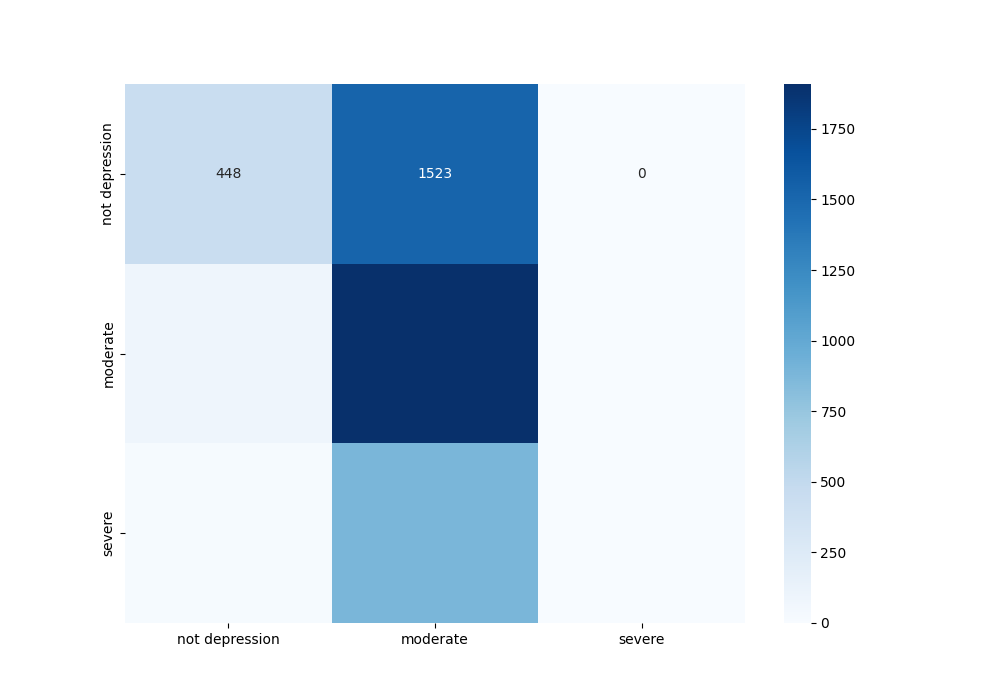 not depression
448
1523
0
moderate
severe
not depression
moderate
severe
1750
1500
1250
1000
750
500
250
0